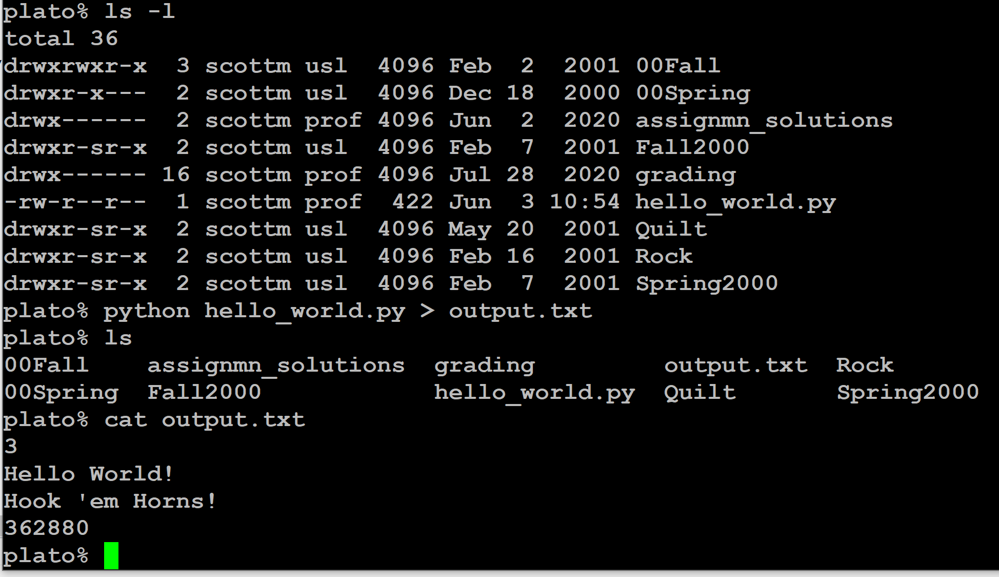 plato% ls -l
total 36
drwxrwxr-x  3 scottm usl  4096 Feb  2  2001 00Fall
drwxr-x---  2 scottm usl  4096 Dec 18  2000 00Spring
drwx------  2 scottm prof 4096 Jun  2  2020 assignmn_solutions
drwxr-sr-x  2 scottm usl  4096 Feb  7  2001 Fall2000
drwx------ 16 scottm prof 4096 Jul 28  2020 grading
-rw-r--r--  1 scottm prof  422 Jun  3 10:54 hello_world.py
drwxr-sr-x  2 scottm usl  4096 May 20  2001 Quilt
drwxr-sr-x  2 scottm usl  4096 Feb 16  2001 Rock
drwxr-sr-x  2 scottm usl  4096 Feb  7  2001 Spring2000
plato% python hello_world.py > output.txt
plato% ls
00Fall    assignmn_solutions  grading         output.txt  Rock
00Spring  Fall2000            hello_world.py  Quilt       Spring2000
plato% cat output.txt
3
Hello World!
Hook 'em Horns!
362880
plato%